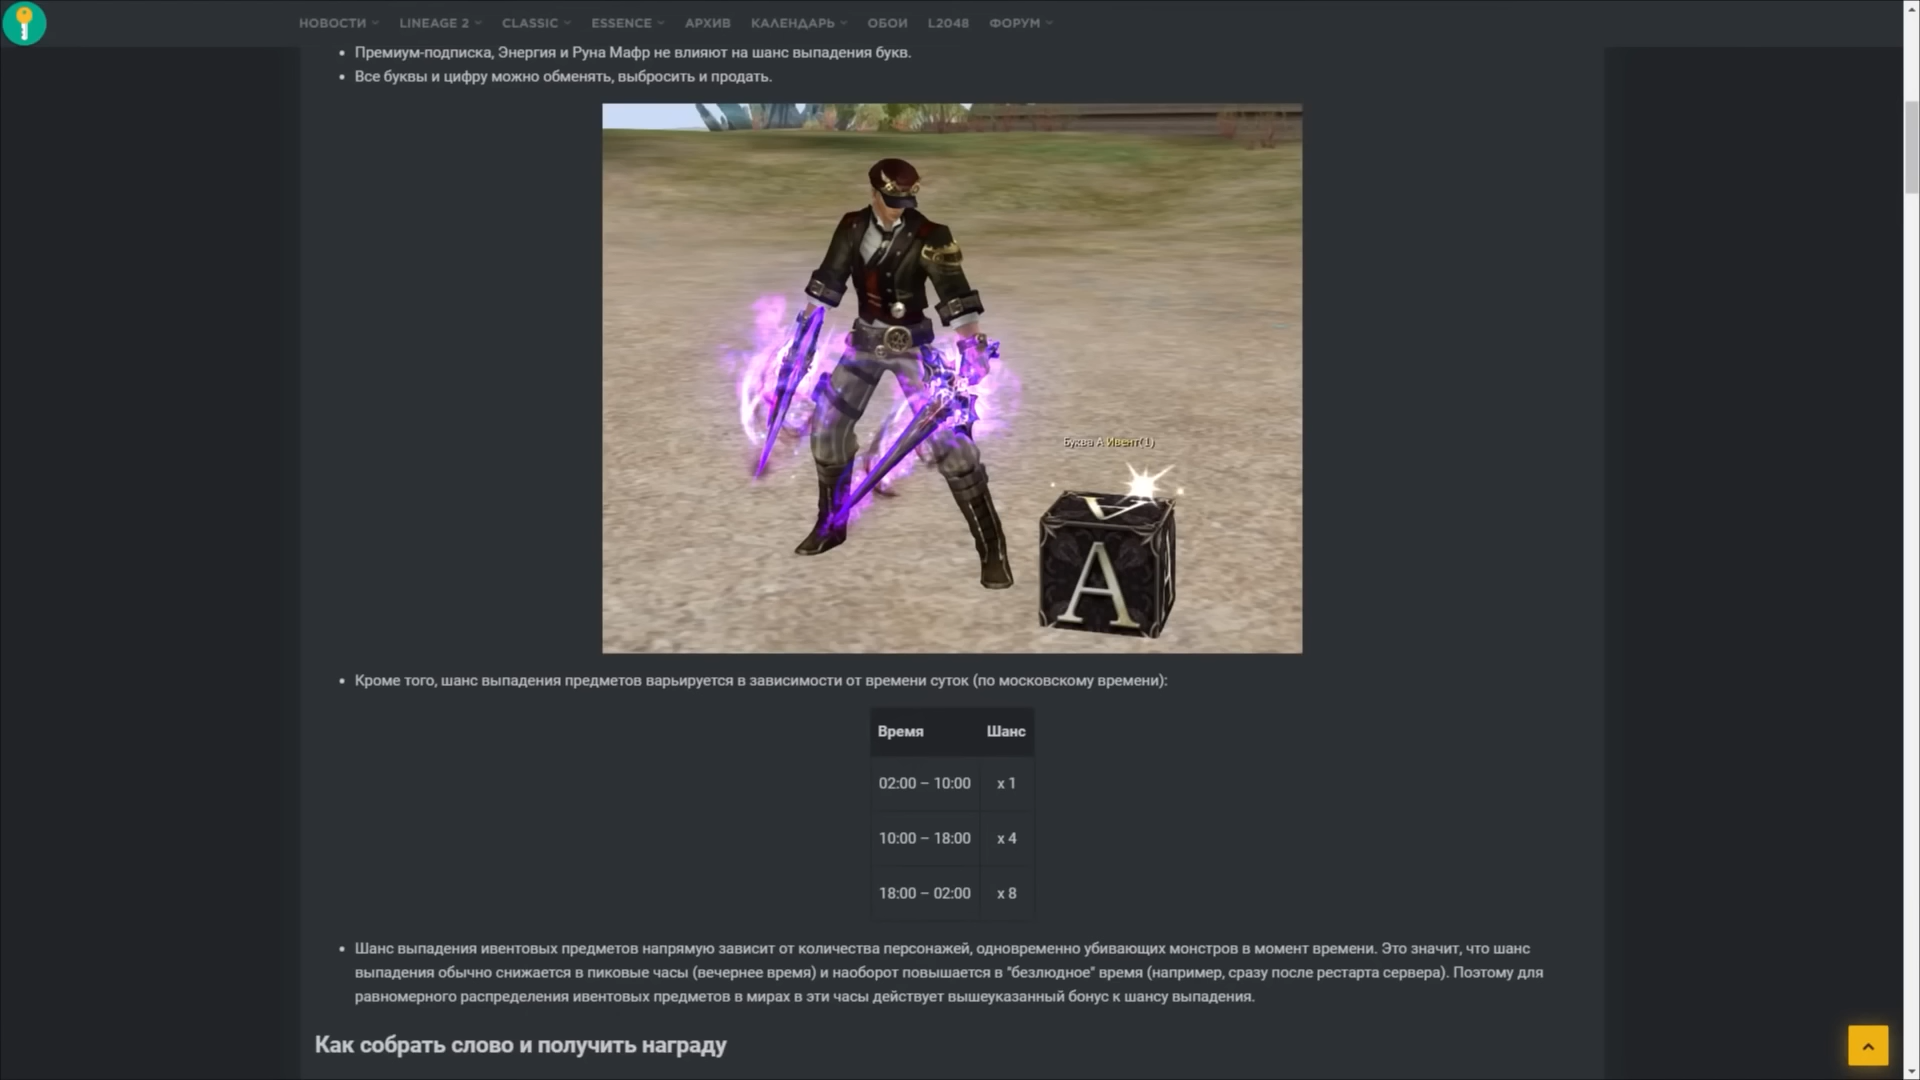 НОВОСТИ LINEAGE 2 CLASSIC ESSENCE АРХИВ КАЛЕНДАРЬ ОБОИ L2048 ФОРУМ
Премиум-подписка, Энергия и Руна Мафр не влияют на шанс выпадения букв.
Все буквы и цифру можно обменять, выбросить и продать.
Буква A Ивент(1)
A
Кроме того, шанс выпадения предметов варьируется в зависимости от времени суток (по московскому времени):
Время Шанс
02:00 – 10:00 x 1
10:00 – 18:00 x 4
18:00 – 02:00 x 8
Шанс выпадения ивентовых предметов напрямую зависит от количества персонажей, одновременно убивающих монстров в момент времени. Это значит, что шанс
выпадения обычно снижается в пиковые часы (вечернее время) и наоборот повышается в "безлюдное" время (например, сразу после рестарта сервера). Поэтому для
равномерного распределения ивентовых предметов в мирах в эти часы действует вышеуказанный бонус к шансу выпадения.
Как собрать слово и получить награду